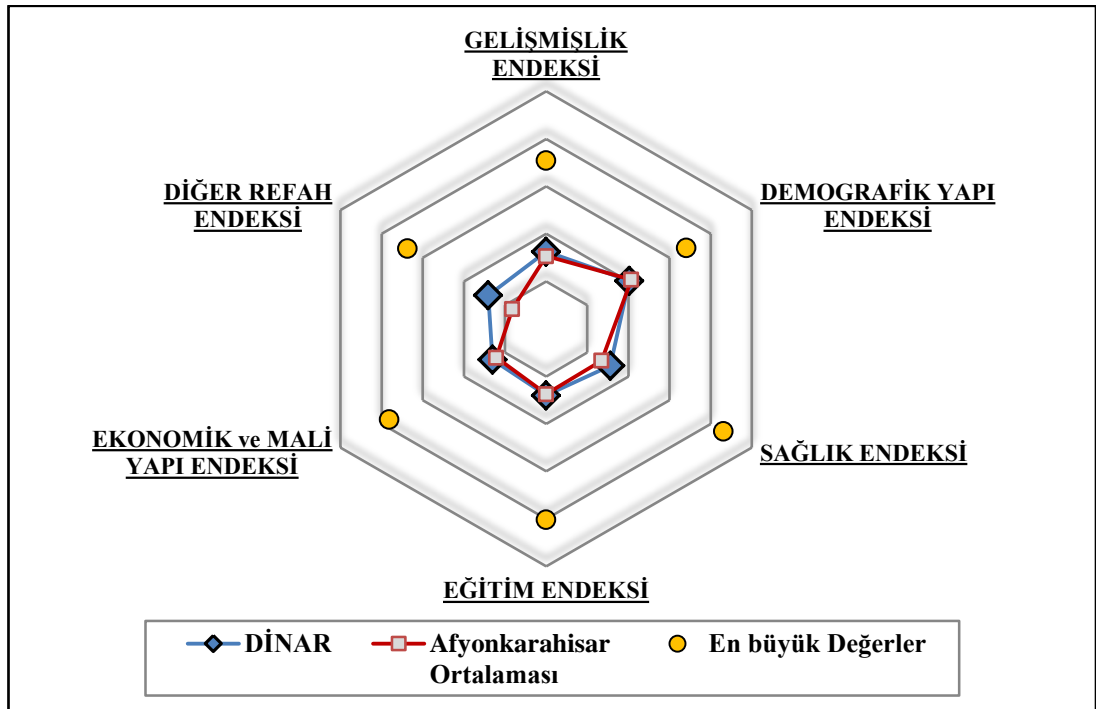 GELİŞMİŞLİK
ENDEKSİ
DİĞER REFAH
ENDEKSİ
DEMOGRAFİK YAPI
ENDEKSİ
EKONOMİK ve MALİ
YAPI ENDEKSİ
SAĞLIK ENDEKSİ
EĞİTİM ENDEKSİ
DİNAR
Afyonkarahisar
Ortalaması
En büyük Değerler